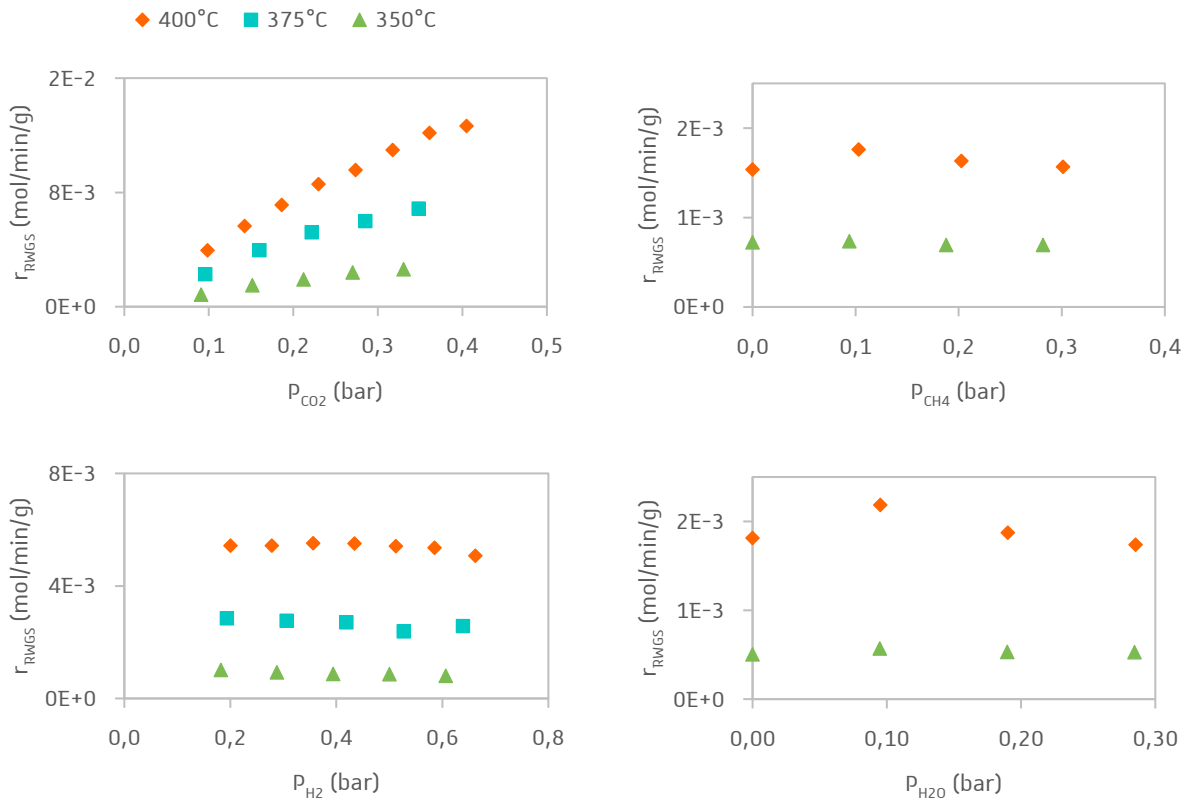 400°C 375°C 350°C
r_RWGS (mol/min/g)
2E-2
8E-3
0E+0
0,0 0,1 0,2 0,3 0,4 0,5
P_CO2 (bar)
r_RWGS (mol/min/g)
2E-3
1E-3
0E+0
0,0 0,1 0,2 0,3 0,4
P_CH4 (bar)
r_RWGS (mol/min/g)
8E-3
4E-3
0E+0
0,0 0,2 0,4 0,6 0,8
P_H2 (bar)
r_RWGS (mol/min/g)
2E-3
1E-3
0E+0
0,00 0,10 0,20 0,30
P_H2O (bar)